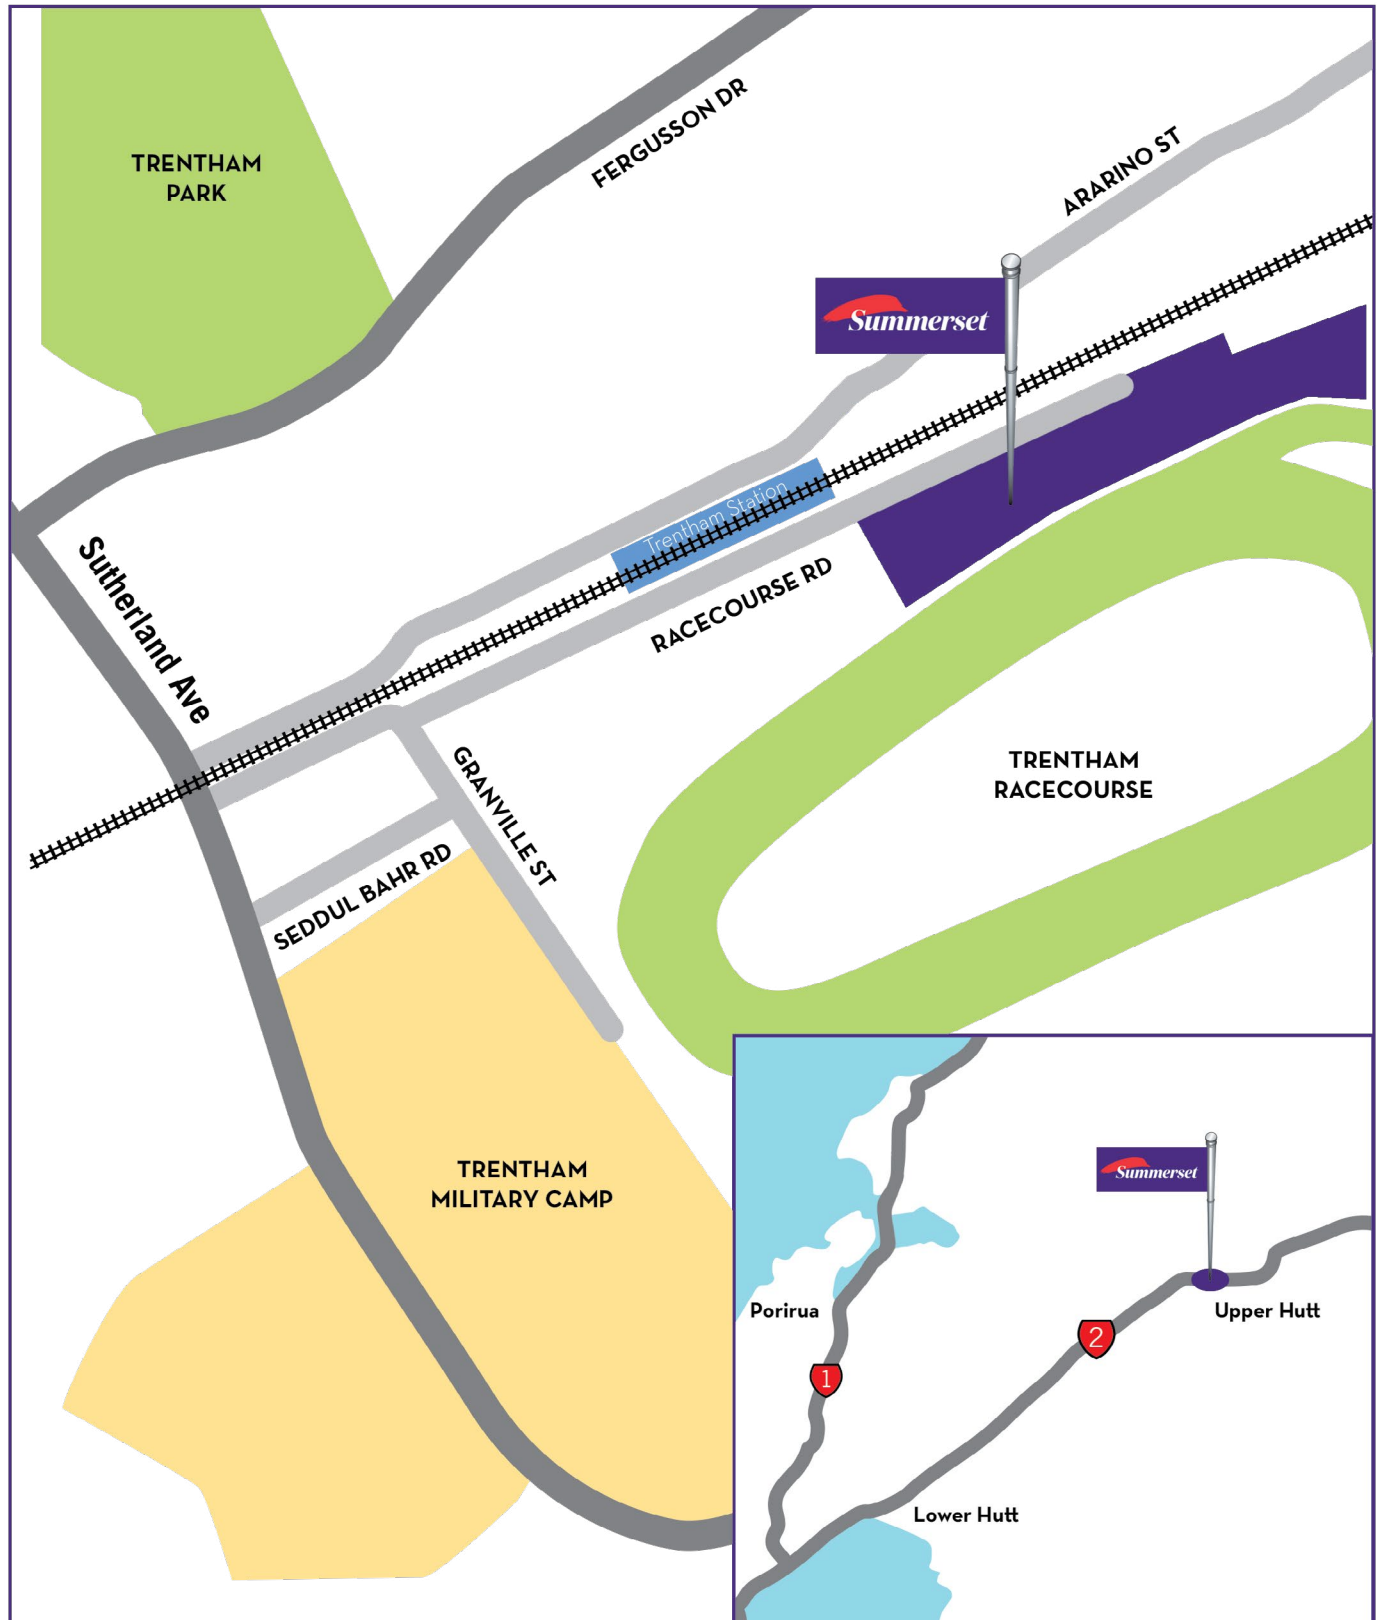 FERGUSSON DR
TRENTHAM
PARK
ARARINO ST
Summerset
Trentham Station
Sutherland Ave
RACECOURSE RD
GRANVILLE ST
TRENTHAM
RACECOURSE
SEDDUL BAHR RD
TRENTHAM
MILITARY CAMP
Summerset
Porirua
Upper Hutt
2
1
Lower Hutt